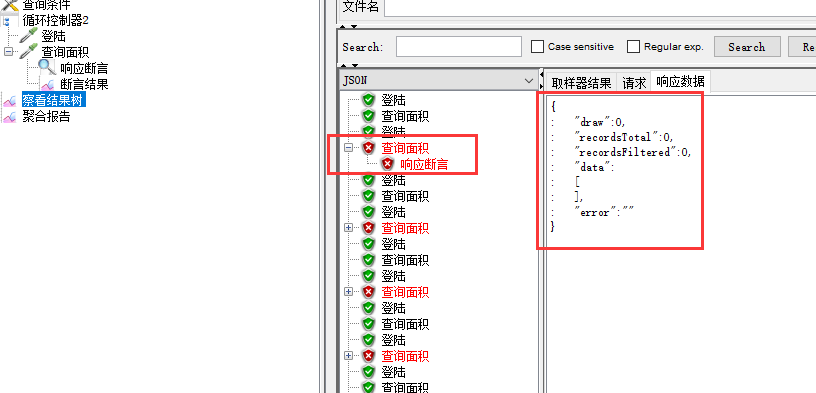 查询条件
循环控制器2
登陆
查询面积
响应断言
断言结果
察看结果树
聚合报告
文件名
Search:
Case sensitive
Regular exp.
Search
Re
JSON
登陆
查询面积
登陆
查询面积
响应断言
登陆
查询面积
登陆
查询面积
登陆
查询面积
登陆
查询面积
登陆
查询面积
登陆
查询面积
登陆
查询面积
取样器结果 请求 响应数据
{
: "draw":0,
: "recordsTotal":0,
: "recordsFiltered":0,
: "data":
: [
: ],
: "error":""
}